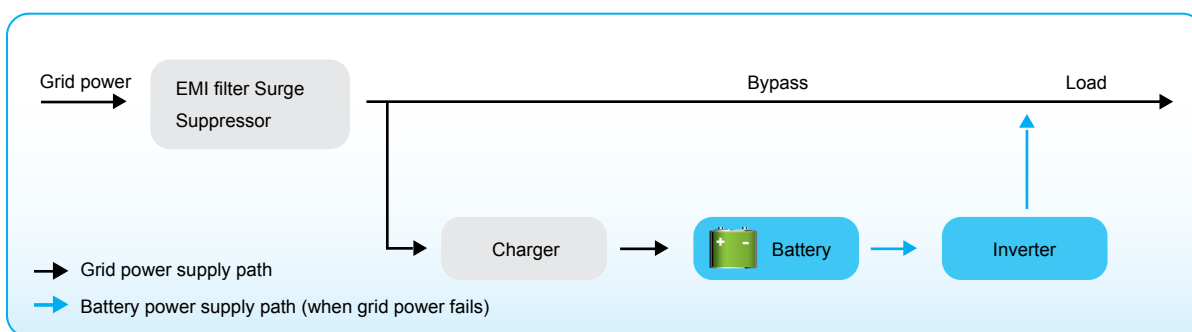 Grid power
EMI filter Surge
Suppressor
Bypass
Load
Charger
+ -
Battery
Inverter
Grid power supply path
Battery power supply path (when grid power fails)